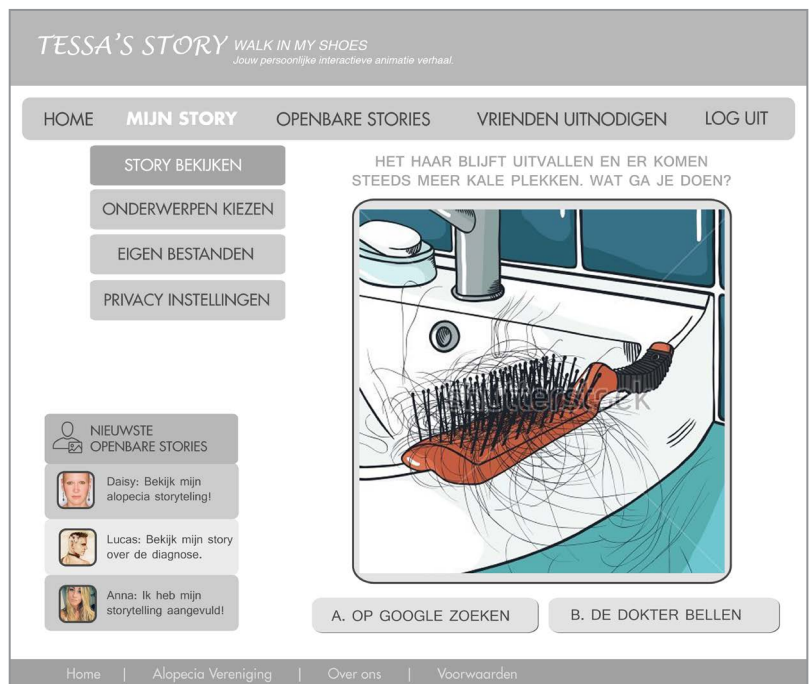 TESSA'S STORY WALK IN MY SHOES
Jouw persoonlijke interactieve animatie verhaal.
HOME MIJN STORY OPENBARE STORIES VRIENDEN UITNODIGEN LOG UIT
STORY BEKIJKEN
ONDERWERPEN KIEZEN
EIGEN BESTANDEN
PRIVACY INSTELLINGEN
HET HAAR BLIJFT UITVALLEN EN ER KOMEN
STEEDS MEER KALE PLEKKEN. WAT GA JE DOEN?
shutterstock
NIEUWSTE
OPENBARE STORIES
Daisy: Bekijk mijn
alopecia storyteling!
Lucas: Bekijk mijn story
over de diagnose.
Anna: Ik heb mijn
storytelling aangevuld!
A. OP GOOGLE ZOEKEN
B. DE DOKTER BELLEN
Home | Alopecia Vereniging | Over ons | Voorwaarden